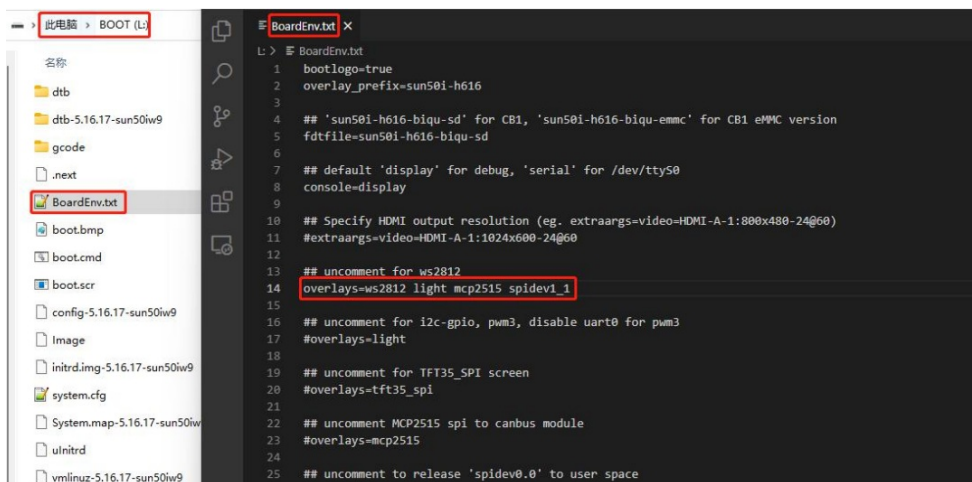 此电脑 > BOOT (L:)
名称
dtb
dtb-5.16.17-sun50iw9
gcode
.next
BoardEnv.txt
boot.bmp
boot.cmd
boot.scr
config-5.16.17-sun50iw9
Image
initrd.img-5.16.17-sun50iw9
system.cfg
System.map-5.16.17-sun50iw
uInitrd
vmlinuz-5.16.17-sun50iw9
BoardEnv.txt ×
L: > BoardEnv.txt
1 bootlogo=true
2 overlay_prefix=sun50i-h616
3
4 ## 'sun50i-h616-biqu-sd' for CB1, 'sun50i-h616-biqu-emmc' for CB1 eMMC version
5 fdtfile=sun50i-h616-biqu-sd
6
7 ## default 'display' for debug, 'serial' for /dev/ttyS0
8 console=display
9
10 ## Specify HDMI output resolution (eg. extraargs=video=HDMI-A-1:800x480-24@60)
11 #extraargs=video=HDMI-A-1:1024x600-24@60
12
13 ## uncomment for ws2812
14 overlays=ws2812 light mcp2515 spidev1_1
15
16 ## uncomment for i2c-gpio, pwm3, disable uart0 for pwm3
17 #overlays=light
18
19 ## uncomment for TFT35_SPI screen
20 #overlays=tft35_spi
21
22 ## uncomment MCP2515 spi to canbus module
23 #overlays=mcp2515
24
25 ## uncomment to release 'spidev0.0' to user space